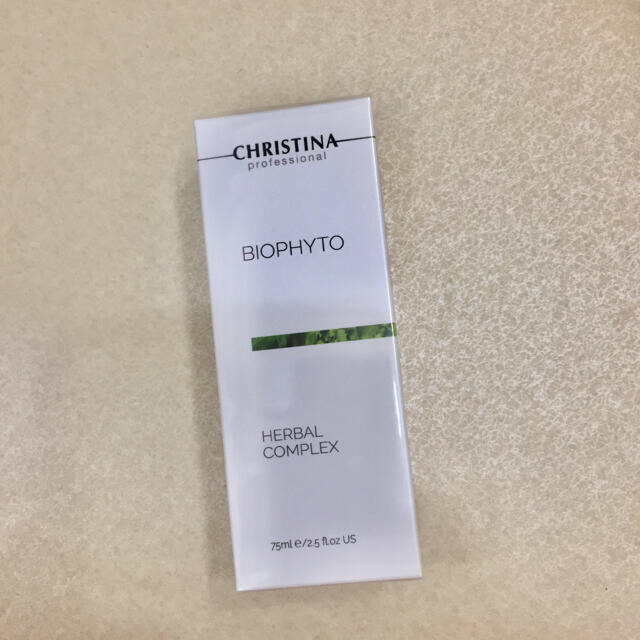 CHRISTINA
professional
BIOPHYTO
HERBAL
COMPLEX
75ml ℮/2.5 fl.oz US